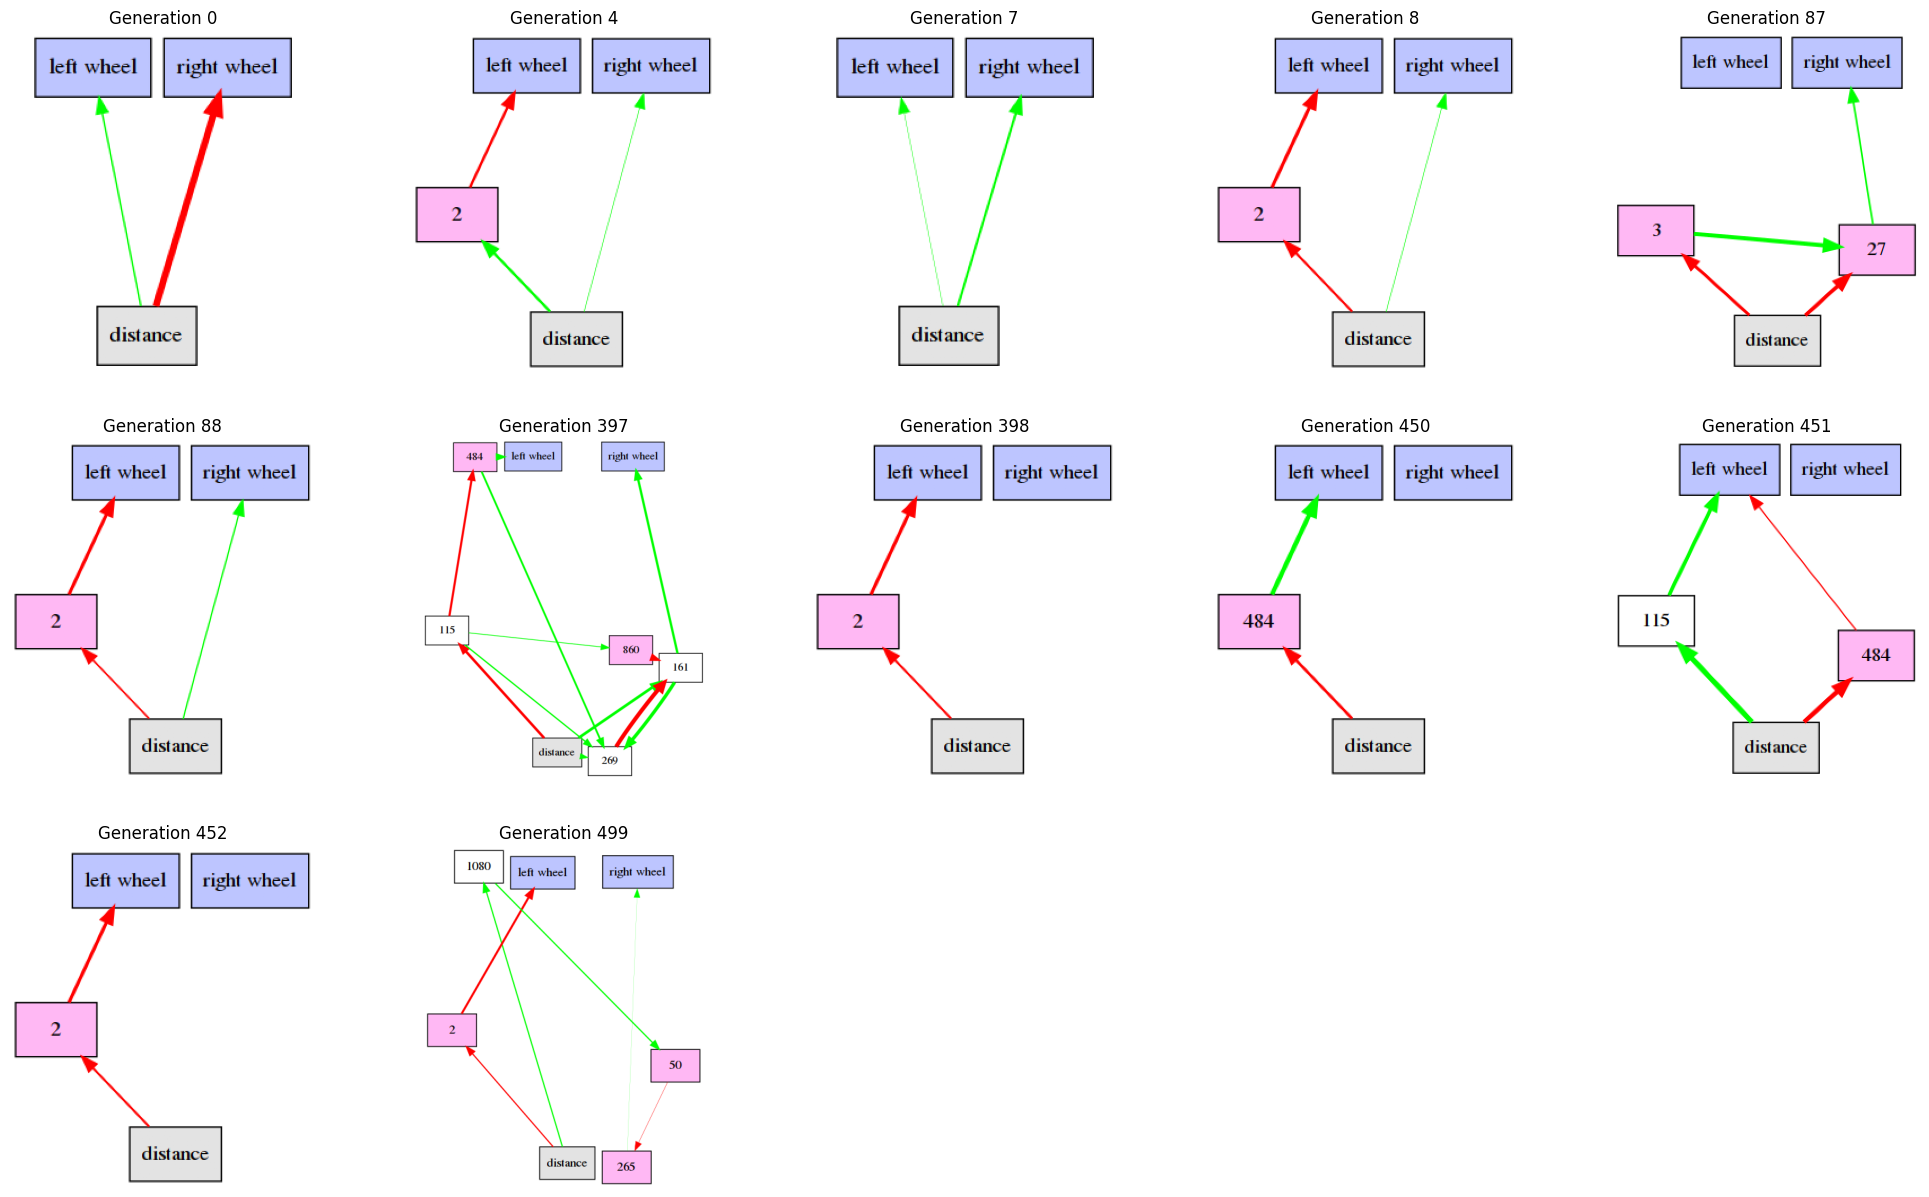 Generation 0
left wheel
right wheel
distance
Generation 4
left wheel
right wheel
2
distance
Generation 7
left wheel
right wheel
distance
Generation 8
left wheel
right wheel
2
distance
Generation 87
left wheel
right wheel
3
27
distance
Generation 88
left wheel
right wheel
2
distance
Generation 397
484
left wheel
right wheel
115
860
161
distance
269
Generation 398
left wheel
right wheel
2
distance
Generation 450
left wheel
right wheel
484
distance
Generation 451
left wheel
right wheel
115
484
distance
Generation 452
left wheel
right wheel
2
distance
Generation 499
1080
left wheel
right wheel
2
50
distance
265